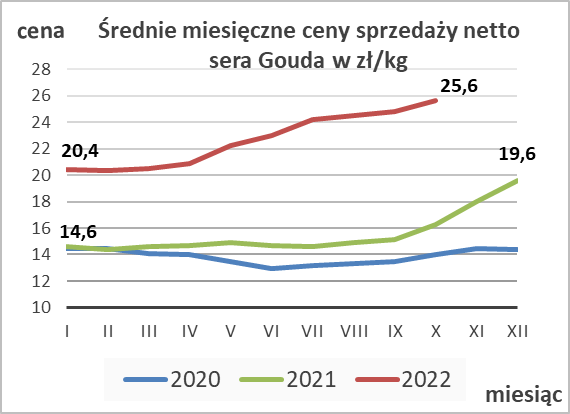 cena
Średnie miesięczne ceny sprzedaży netto
sera Gouda w zł/kg
28
26
24
22
20
18
16
14
12
10
25,6
20,4
19,6
14,6
I II III IV V VI VII VIII IX X XI XII
2020 2021 2022
miesiąc